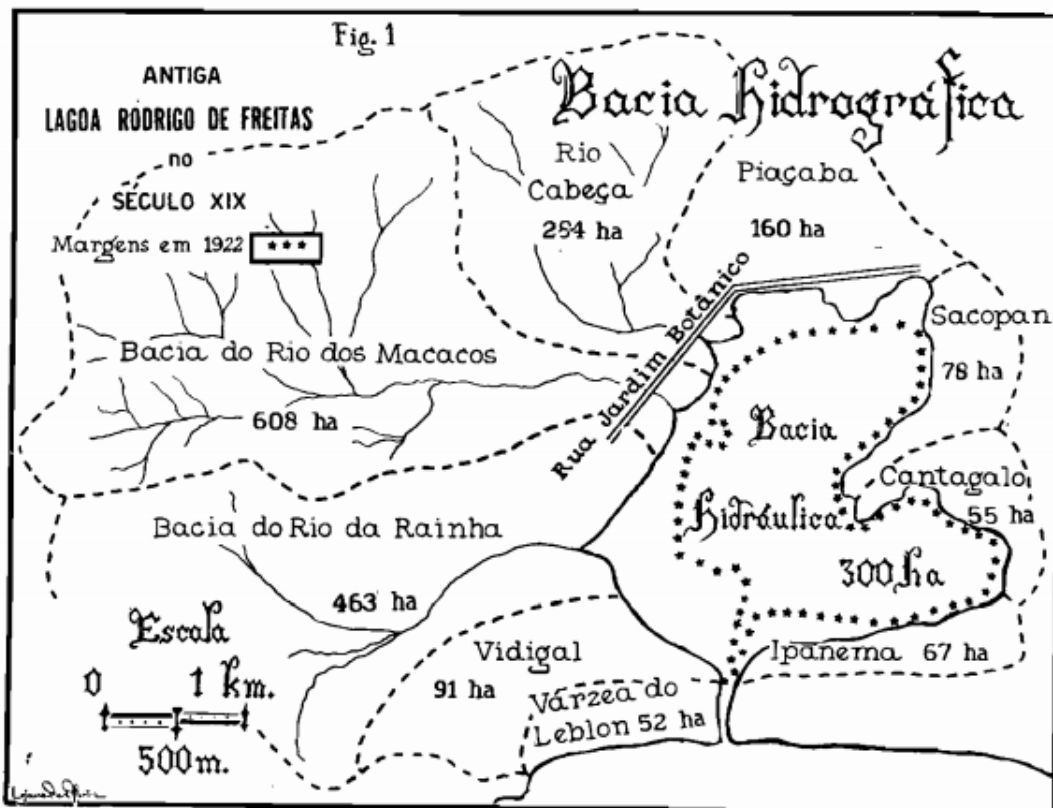 Fig. 1
ANTIGA
LAGOA RODRIGO DE FREITAS
no
SÉCULO XIX
Margens em 1922
Bacia Hidrográfica
Rio
Cabeça
254 ha
Piaçaba
160 ha
Rua Jardim Botânico
Sacopan
78 ha
Bacia do Rio dos Macacos
608 ha
Bacia
Hidráulica
300 ha
Cantagalo
55 ha
Bacia do Rio da Rainha
463 ha
Vidigal
91 ha
Várzea do
Leblon 52 ha
Ipanema 67 ha
Escala
0 1 km.
500m.